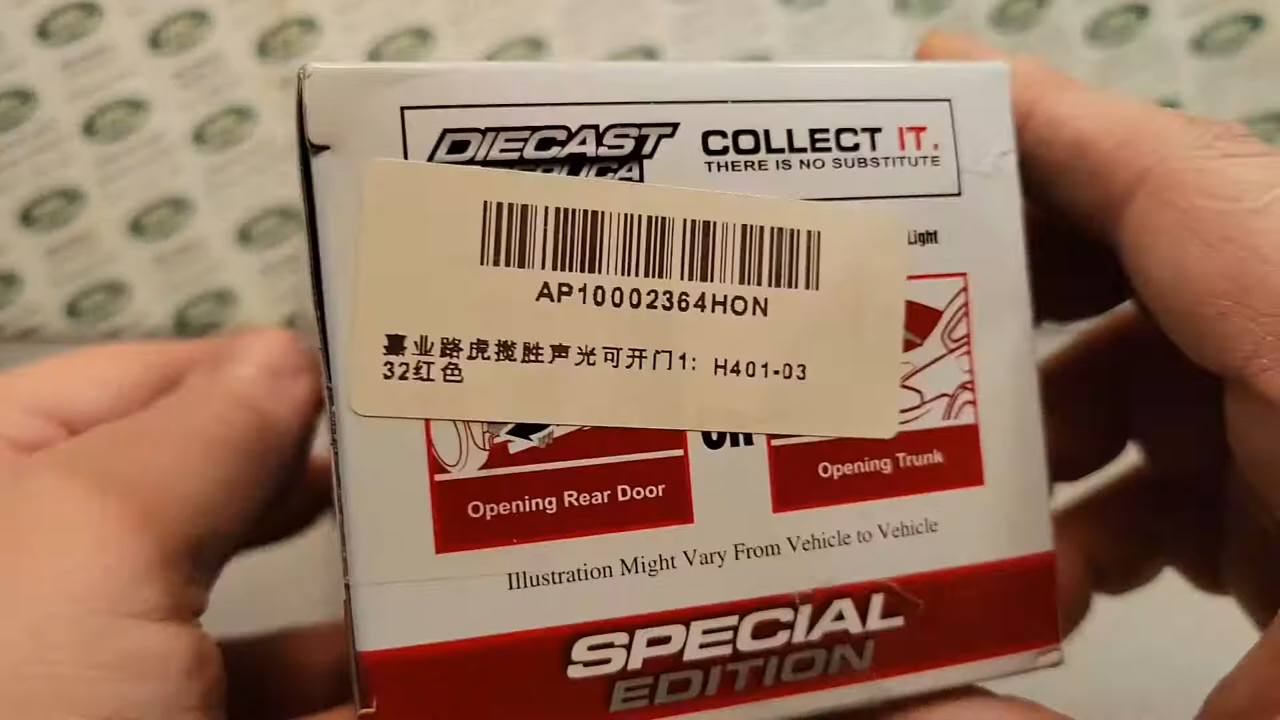 DIECAST
COLLECT IT.
THERE IS NO SUBSTITUTE
Light
AP10002364HON
嘉业路虎揽胜声光可开门1: H401-03
32红色
Opening Rear Door
Opening Trunk
Illustration Might Vary From Vehicle to Vehicle
SPECIAL
EDITION